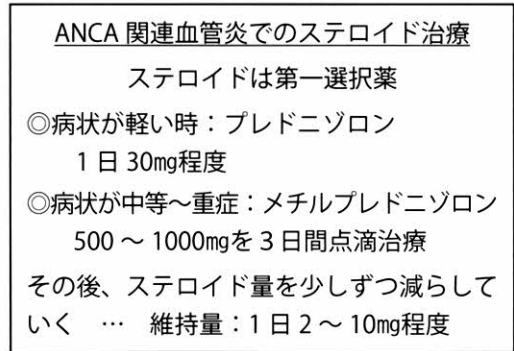 ANCA 関連血管炎でのステロイド治療
ステロイドは第一選択薬
◎病状が軽い時：プレドニゾロン
1 日 30㎎程度
◎病状が中等～重症：メチルプレドニゾロン
500 ～ 1000㎎を 3 日間点滴治療
その後、ステロイド量を少しずつ減らして
いく … 維持量：1 日 2 ～ 10㎎程度